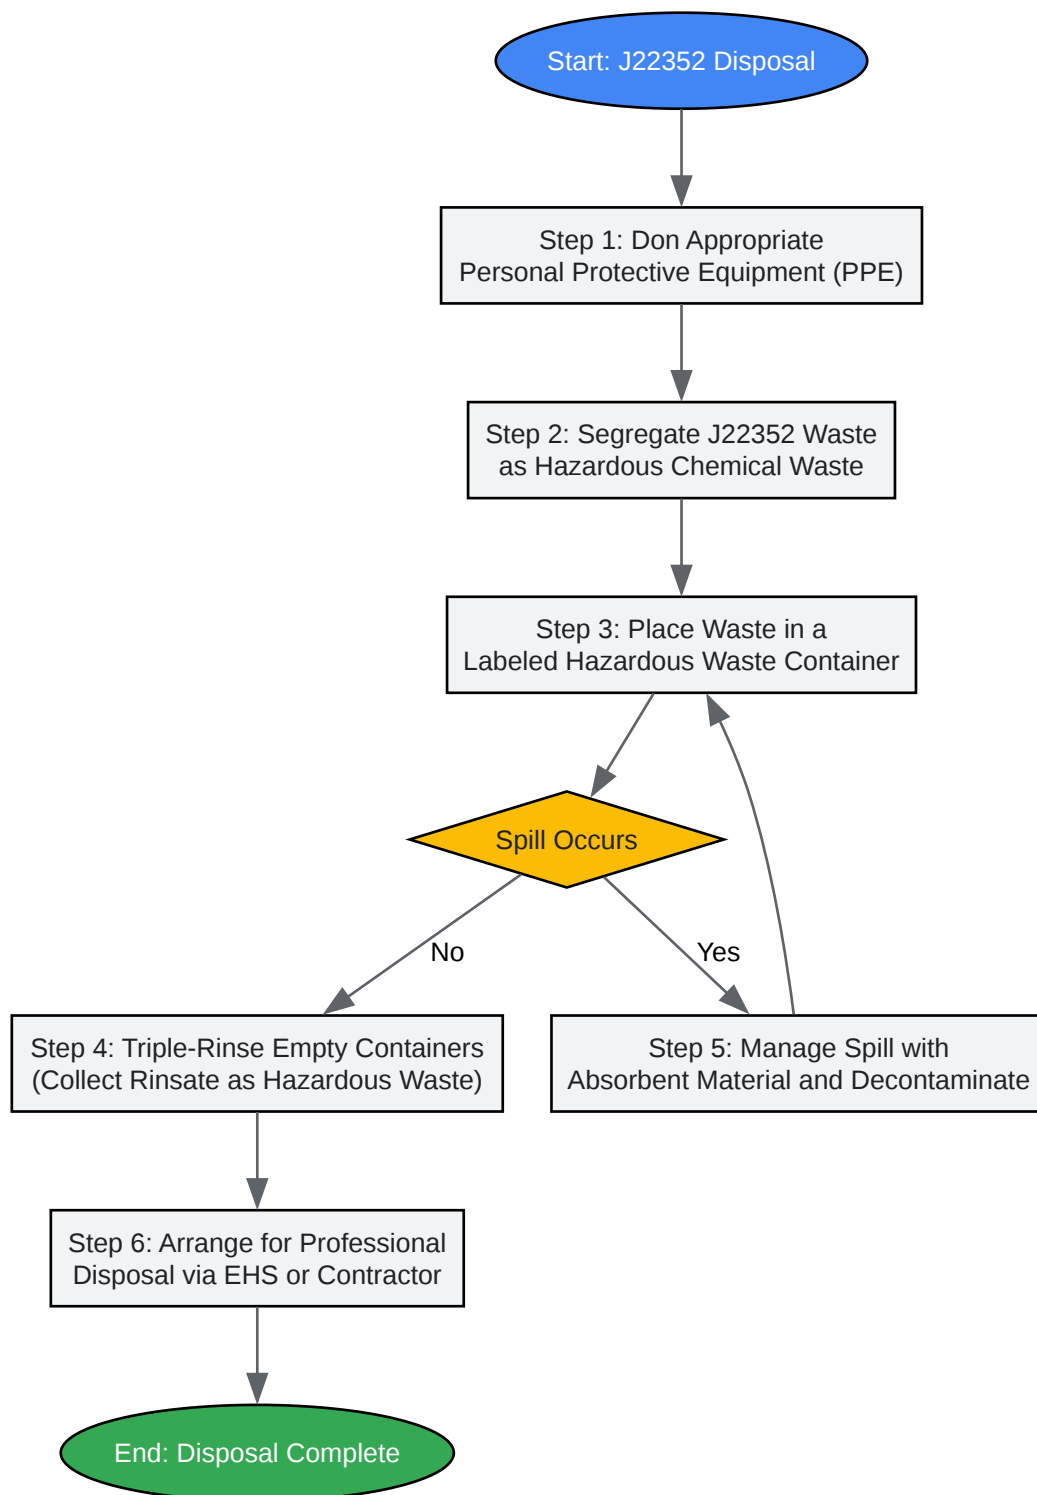 Start: J22352 Disposal
Step 1: Don Appropriate
Personal Protective Equipment (PPE)
Step 2: Segregate J22352 Waste
as Hazardous Chemical Waste
Step 3: Place Waste in a
Labeled Hazardous Waste Container
Spill Occurs
No
Yes
Step 4: Triple-Rinse Empty Containers
(Collect Rinsate as Hazardous Waste)
Step 5: Manage Spill with
Absorbent Material and Decontaminate
Step 6: Arrange for Professional
Disposal via EHS or Contractor
End: Disposal Complete